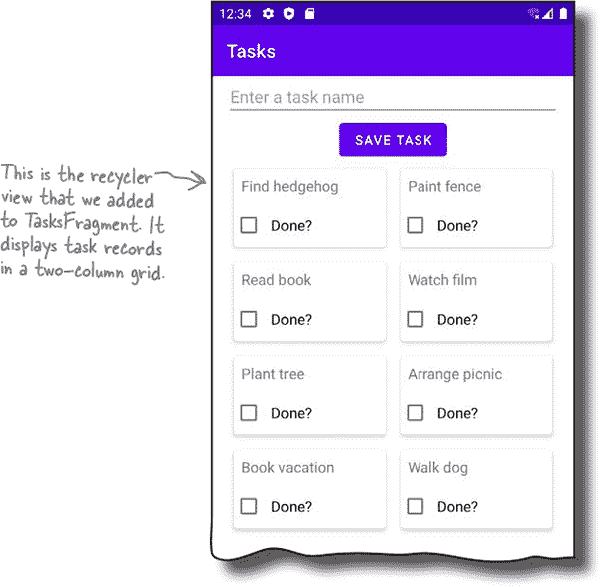 12:34
Tasks
Enter a task name
SAVE TASK
This is the recycler
view that we added
to TasksFragment. It
displays task records
in a two-column grid.
Find hedgehog
Paint fence
Done?
Done?
Read book
Watch film
Done?
Done?
Plant tree
Arrange picnic
Done?
Done?
Book vacation
Walk dog
Done?
Done?